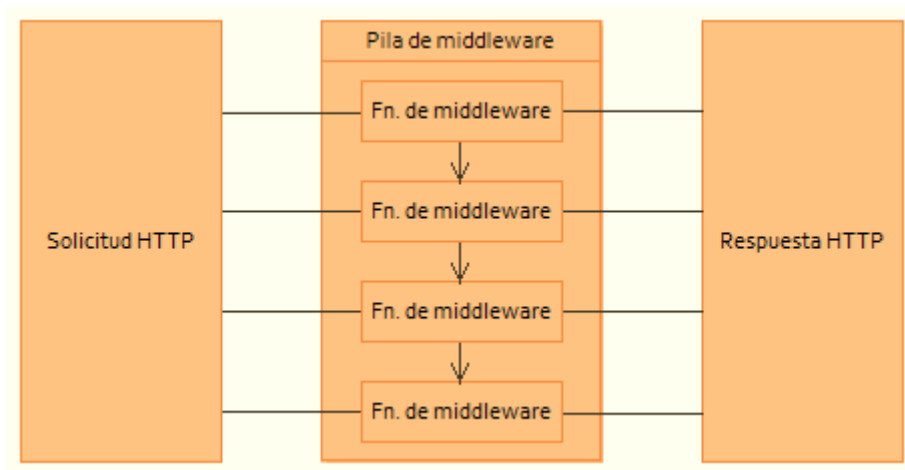 Pila de middleware
Fn. de middleware
Fn. de middleware
Solicitud HTTP
Respuesta HTTP
Fn. de middleware
Fn. de middleware